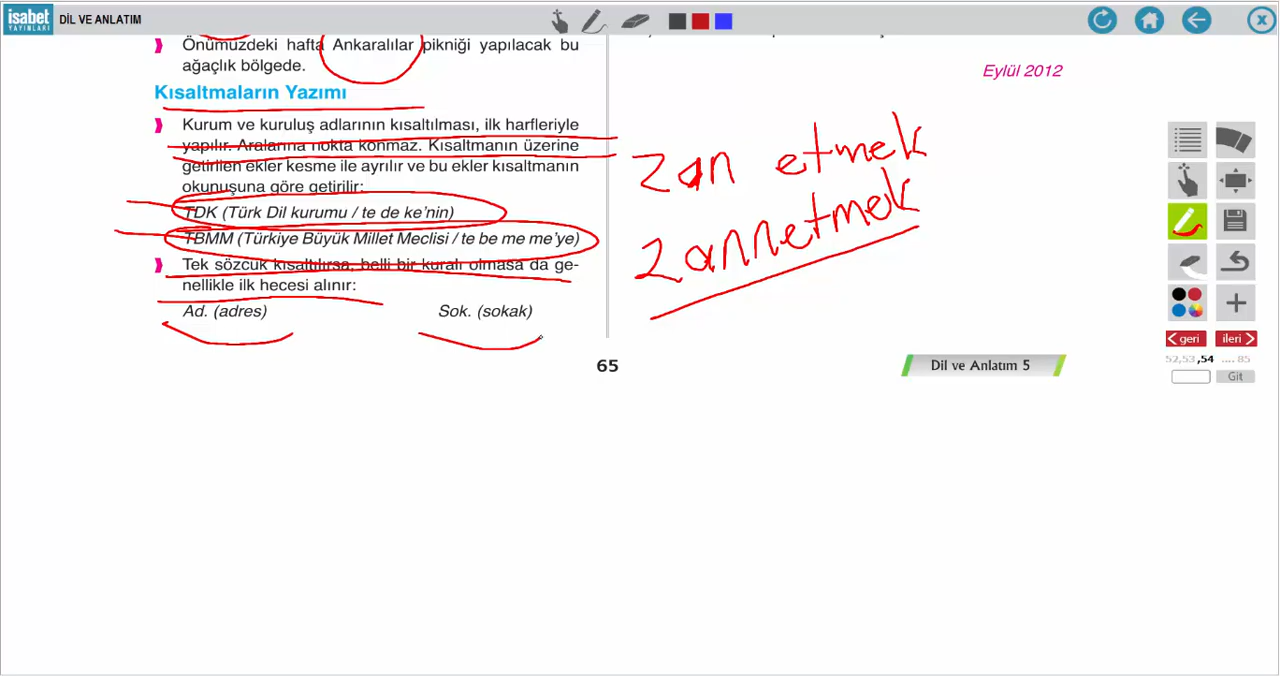 isabet
YAYINLARI
DİL VE ANLATIM
Önümüzdeki hafta Ankaralılar pikniği yapılacak bu
ağaçlık bölgede.
Kısaltmaların Yazımı
Kurum ve kuruluş adlarının kısaltılması, ilk harfleriyle
yapılır. Aralarına nokta konmaz. Kısaltmanın üzerine
getirilen ekler kesme ile ayrılır ve bu ekler kısaltmanın
okunuşuna göre getirilir:
TDK (Türk Dil kurumu / te de ke'nin)
TBMM (Türkiye Büyük Millet Meclisi / te be me me'ye)
Tek sözcük kısaltılırsa, belli bir kuralı olmasa da ge-
nellikle ilk hecesi alınır:
Ad. (adres) Sok. (sokak)
65
Eylül 2012
zan etmek
zannetmek
Dil ve Anlatım 5
geri ileri
52,53,54 .... 85
Git